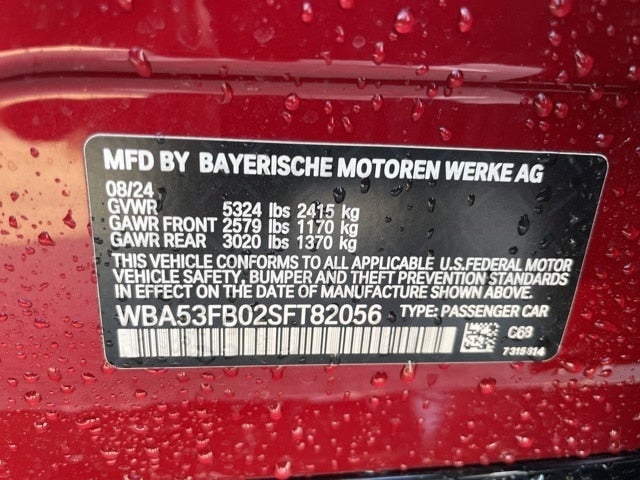 MFD BY BAYERISCHE MOTOREN WERKE AG
08/24
GVWR 5324 lbs 2415 kg
GAWR FRONT 2579 lbs 1170 kg
GAWR REAR 3020 lbs 1370 kg
THIS VEHICLE CONFORMS TO ALL APPLICABLE U.S.FEDERAL MOTOR
VEHICLE SAFETY, BUMPER AND THEFT PREVENTION STANDARDS
IN EFFECT ON THE DATE OF MANUFACTURE SHOWN ABOVE:
WBA53FB02SFT82056 TYPE: PASSENGER CAR
C6B
7315814